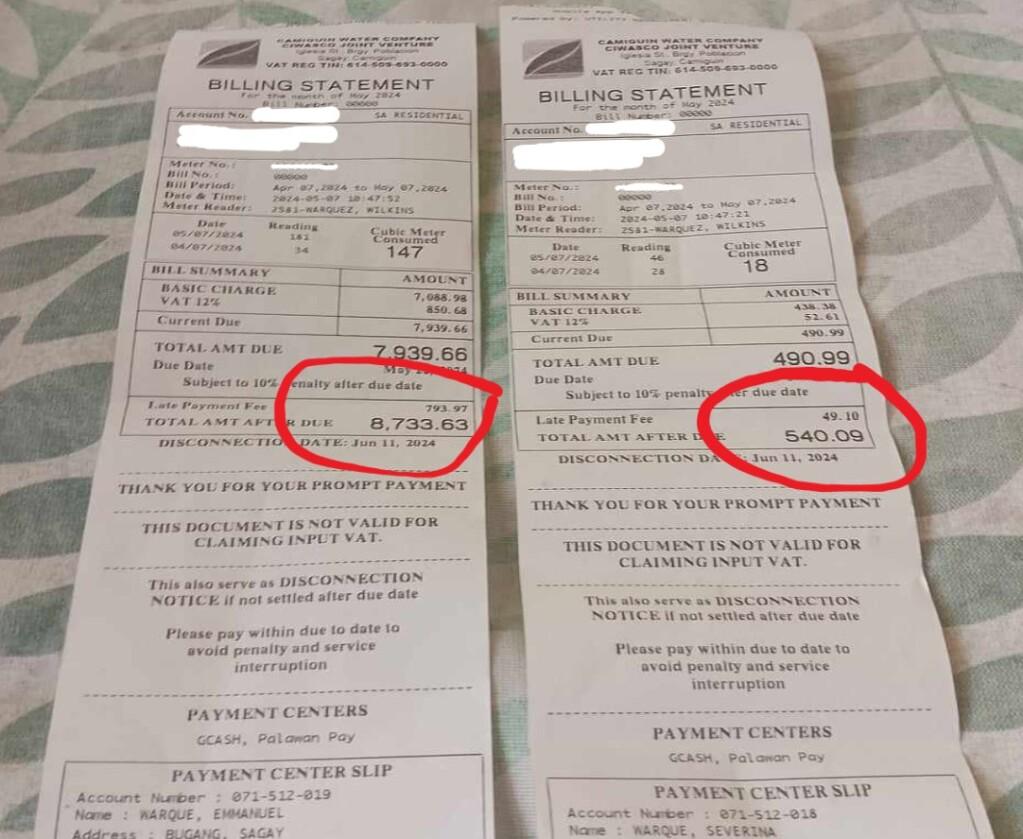 CAMIGUIN WATER COMPANY
CIWASCO JOINT VENTURE
Iglesia St. Brgy Poblacion
Sagay, Camiguin
VAT REG TIN: 614-509-693-0000
BILLING STATEMENT
For the month of May 2024
Bill Number: 00000
Account No. SA RESIDENTIAL
Meter No.:
Bill No.: 00000
Bill Period: Apr 07,2024 to May 07,2024
Date & Time: 2024-05-07 10:47:52
Meter Reader: 2581-WARQUEZ, WILKINS
Date Reading Cubic Meter
Consumed
05/07/2024 181 147
04/07/2024 34
BILL SUMMARY AMOUNT
BASIC CHARGE 7,088.98
VAT 12% 850.68
Current Due 7,939.66
TOTAL AMT DUE 7,939.66
Due Date May 2024
Subject to 10% penalty after due date
Late Payment Fee 793.97
TOTAL AMT AFTER DUE 8,733.63
DISCONNECTION DATE: Jun 11, 2024
THANK YOU FOR YOUR PROMPT PAYMENT
THIS DOCUMENT IS NOT VALID FOR
CLAIMING INPUT VAT.
This also serve as DISCONNECTION
NOTICE if not settled after due date
Please pay within due to date to
avoid penalty and service
interruption
PAYMENT CENTERS
GCASH, Palawan Pay
PAYMENT CENTER SLIP
Account Number : 071-512-019
Name : WARQUE, EMMANUEL
Address : BUGANG, SAGAY
CAMIGUIN WATER COMPANY
CIWASCO JOINT VENTURE
Iglesia St. Brgy Poblacion
Sagay, Camiguin
VAT REG TIN: 614-509-693-0000
BILLING STATEMENT
For the month of May 2024
Bill Number: 00000
Account No. SA RESIDENTIAL
Meter No.:
Bill No.: 00000
Bill Period: Apr 07,2024 to May 07,2024
Date & Time: 2024-05-07 10:47:21
Meter Reader: 2581-WARQUEZ, WILKINS
Date Reading Cubic Meter
Consumed
05/07/2024 46 18
04/07/2024 28
BILL SUMMARY AMOUNT
BASIC CHARGE 438.38
VAT 12% 52.61
Current Due 490.99
TOTAL AMT DUE 490.99
Due Date
Subject to 10% penalty after due date
Late Payment Fee 49.10
TOTAL AMT AFTER DUE 540.09
DISCONNECTION DATE: Jun 11, 2024
THANK YOU FOR YOUR PROMPT PAYMENT
THIS DOCUMENT IS NOT VALID FOR
CLAIMING INPUT VAT.
This also serve as DISCONNECTION
NOTICE if not settled after due date
Please pay within due to date to
avoid penalty and service
interruption
PAYMENT CENTERS
GCASH, Palawan Pay
PAYMENT CENTER SLIP
Account Number : 071-512-018
Name : WARQUE, SEVERINA